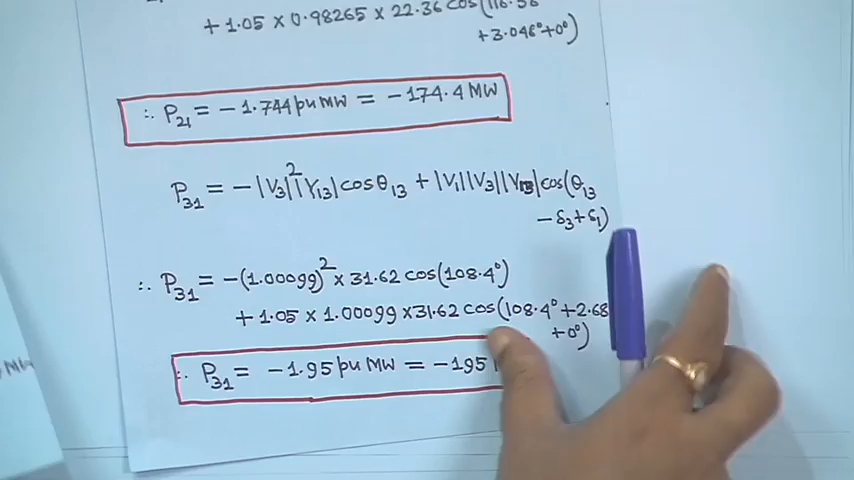 + 1.05 × 0.98265 × 22.36 cos(116.56
+3.046°+0°)
∴ P21 = - 1.744 pu MW = - 174.4 MW
P31 = - |V3|²|Y13| cos θ13 + |V1||V3||Y13| cos(θ13
- δ3 + δ1)
∴ P31 = -(1.00099)² × 31.62 cos(108.4°)
+ 1.05 × 1.00099 × 31.62 cos(108.4° + 2.68
+ 0°)
∴ P31 = - 1.95 pu MW = - 195
MW